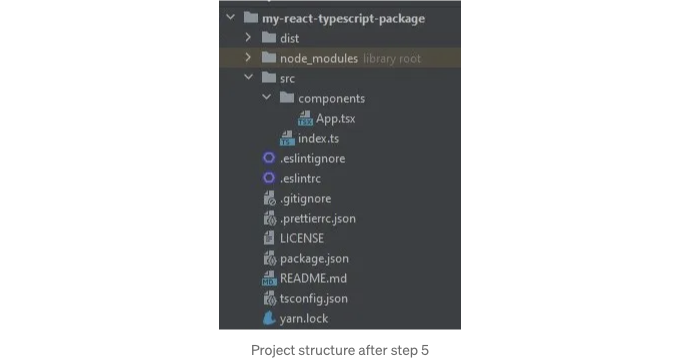 my-react-typescript-package
dist
node_modules library root
src
components
App.tsx
index.ts
.eslintignore
.eslintrc
.gitignore
.prettierrc.json
LICENSE
package.json
README.md
tsconfig.json
yarn.lock
Project structure after step 5